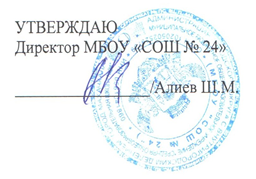 УТВЕРЖДАЮ
Директор МБОУ «СОШ № 24»
/Алиев Ш.М.